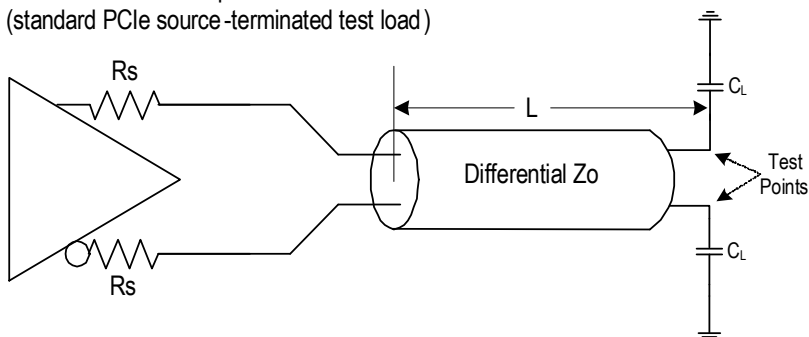 (standard PCIe source-terminated test load)
Rs
CL
L
Differential Zo
Test
Points
Rs
CL